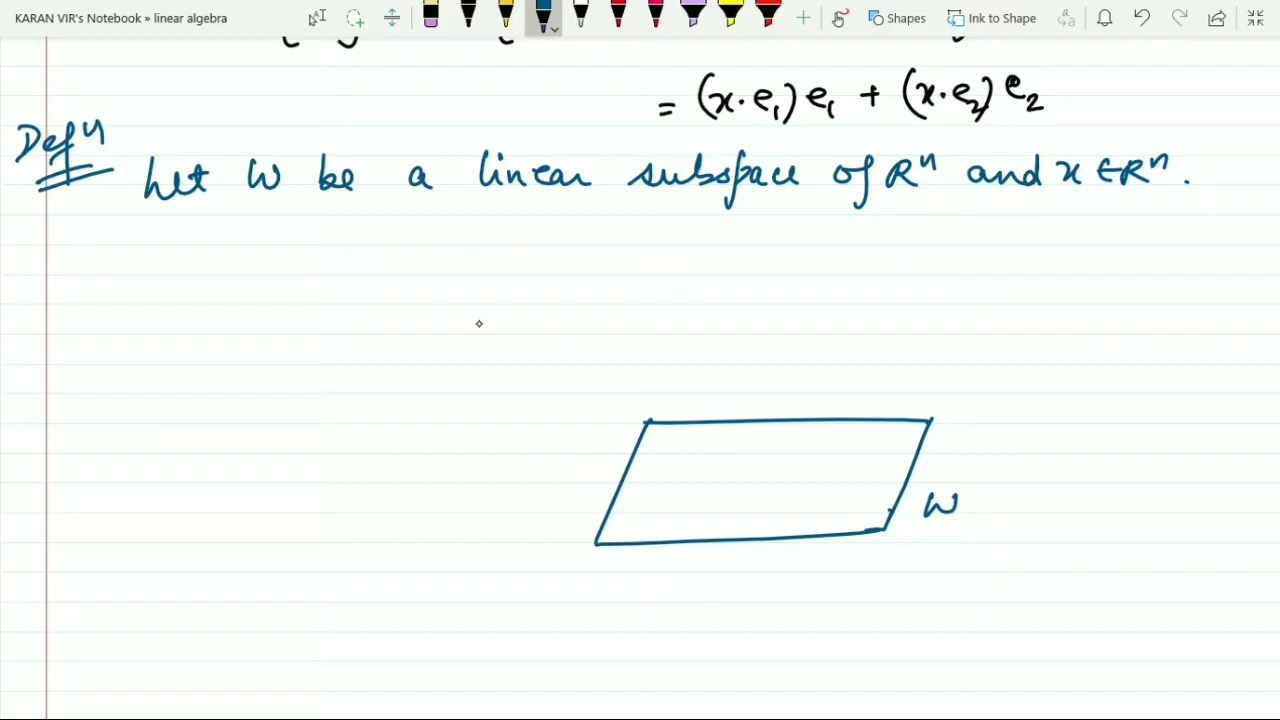 KARAN VIR's Notebook » linear algebra
Shapes
Ink to Shape
= (x·e₁)e₁ + (x·e₂)e₂
Defⁿ
Let W be a linear subspace of ℝⁿ and x ∈ ℝⁿ.
W